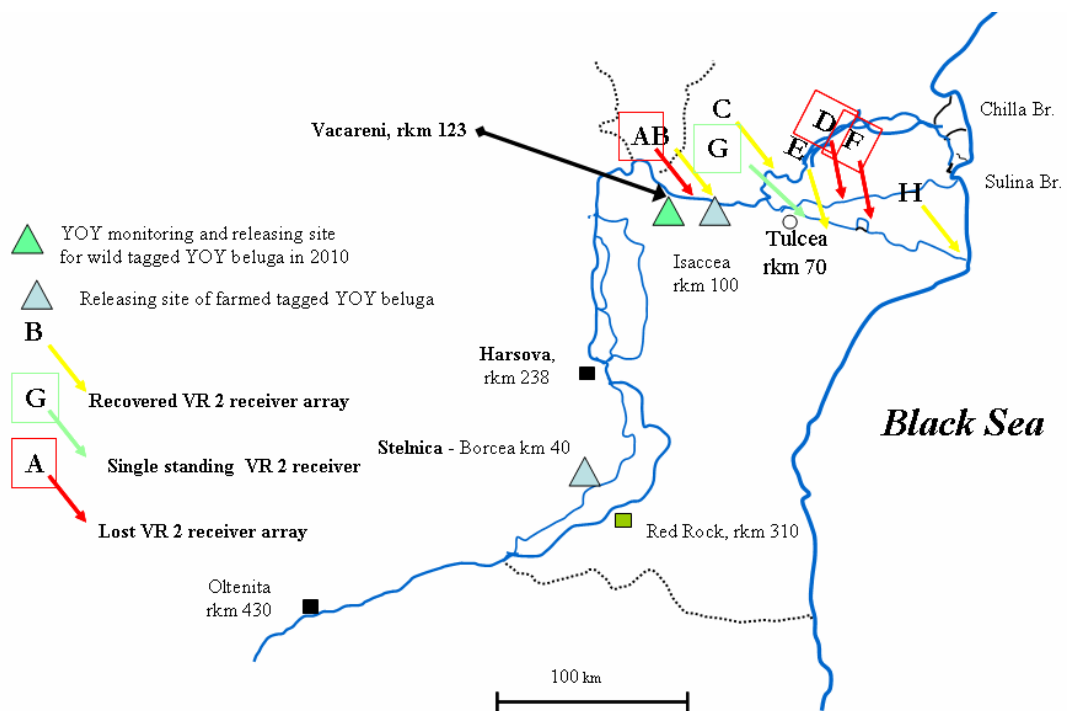 Vacareni, rkm 123
AB
C
G
D
E
F
H
Chilla Br.
Sulina Br.
Tulcea
rkm 70
Isaccea
rkm 100
YOY monitoring and releasing site
for wild tagged YOY beluga in 2010
Releasing site of farmed tagged YOY beluga
B
Recovered VR 2 receiver array
G
Single standing VR 2 receiver
A
Lost VR 2 receiver array
Harsova,
rkm 238
Black Sea
Stelnica - Borcea km 40
Red Rock, rkm 310
Oltenita
rkm 430
100 km